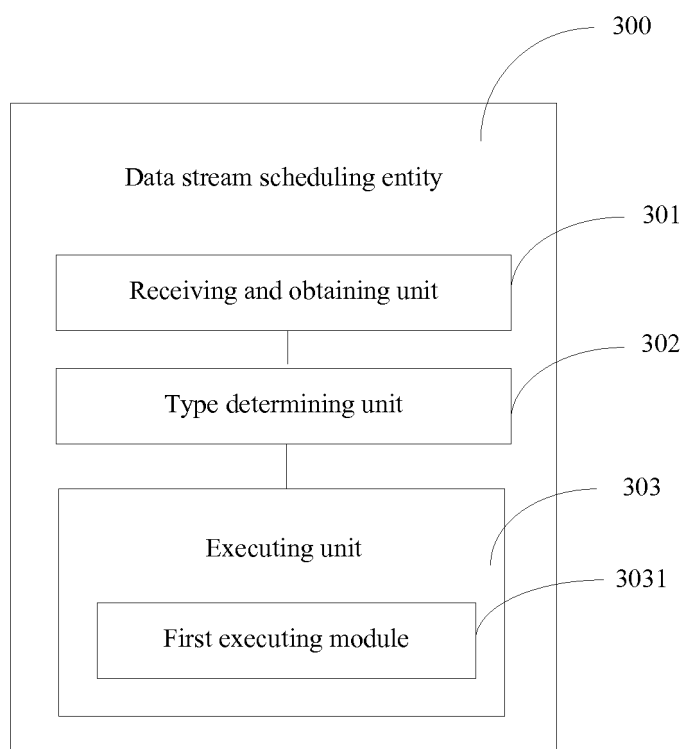 300
Data stream scheduling entity
301
Receiving and obtaining unit
302
Type determining unit
303
Executing unit
3031
First executing module